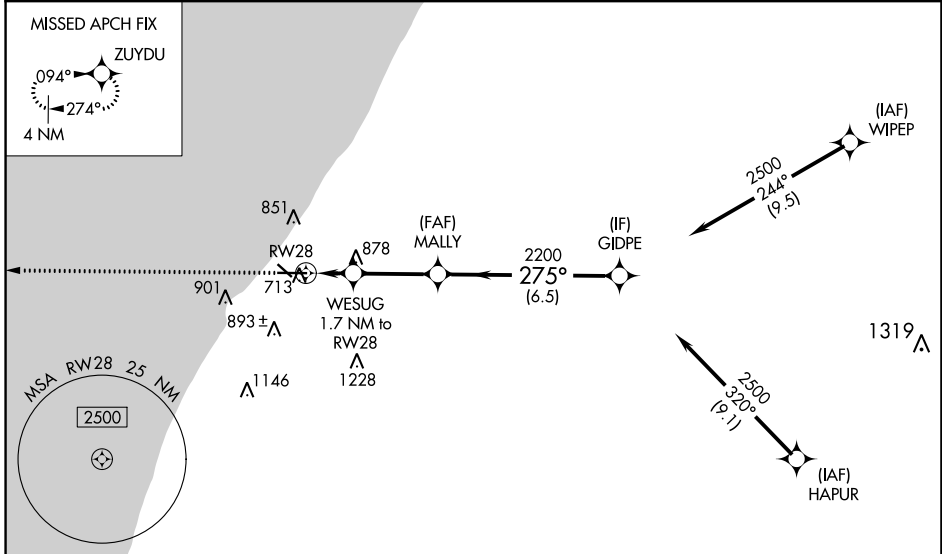 MISSED APCH FIX
ZUYDU
094°
274°
4 NM
(IAF)
WIPEP
2500
244°
(9.5)
851
RW28
878
(FAF)
MALLY
(IF)
GIDPE
2200
275°
(6.5)
713
901
893 ±
WESUG
1.7 NM to
RW28
1228
1146
1319
MSA RW28 25 NM
2500
2500
320°
(9.1)
(IAF)
HAPUR